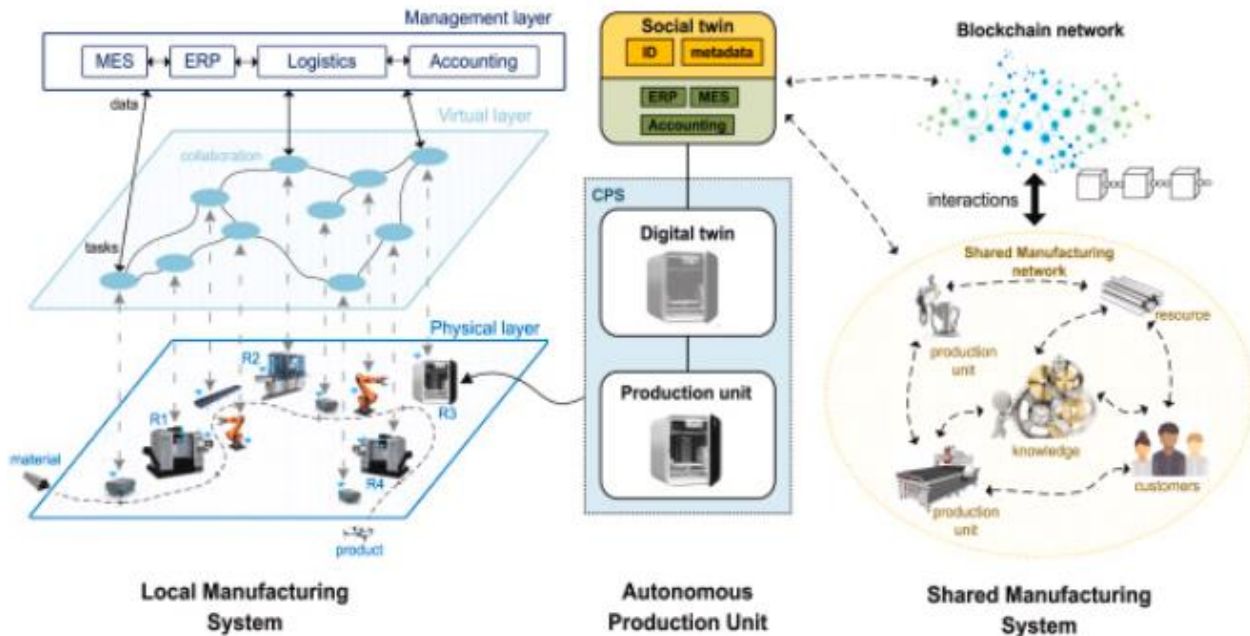 Management layer
MES
ERP
Logistics
Accounting
data
Virtual layer
collaboration
tasks
Physical layer
R2
R1
R3
R4
material
product
Local Manufacturing
System
Social twin
ID
metadata
ERP
MES
Accounting
CPS
Digital twin
Production unit
Autonomous
Production Unit
Blockchain network
interactions
Shared Manufacturing
network
production
unit
resource
knowledge
production
unit
customers
Shared Manufacturing
System